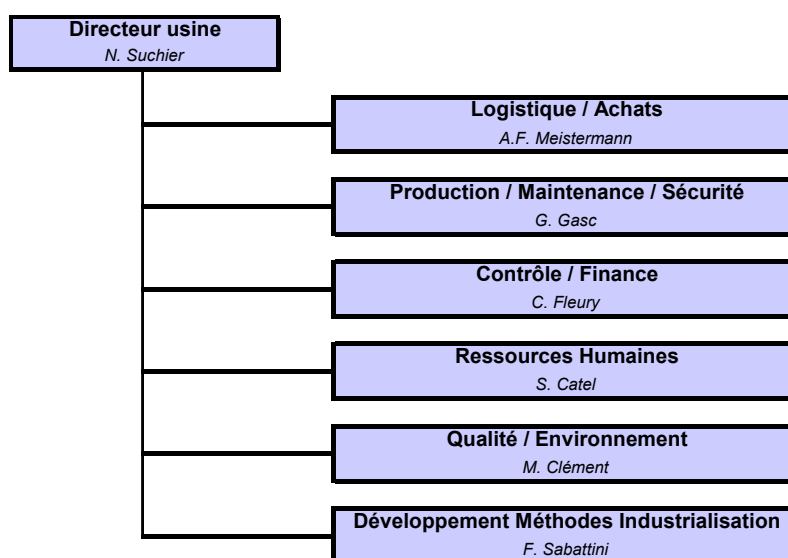 Directeur usine
N. Suchier
Logistique / Achats
A.F. Meistermann
Production / Maintenance / Sécurité
G. Gasc
Contrôle / Finance
C. Fleury
Ressources Humaines
S. Catel
Qualité / Environnement
M. Clément
Développement Méthodes Industrialisation
F. Sabattini